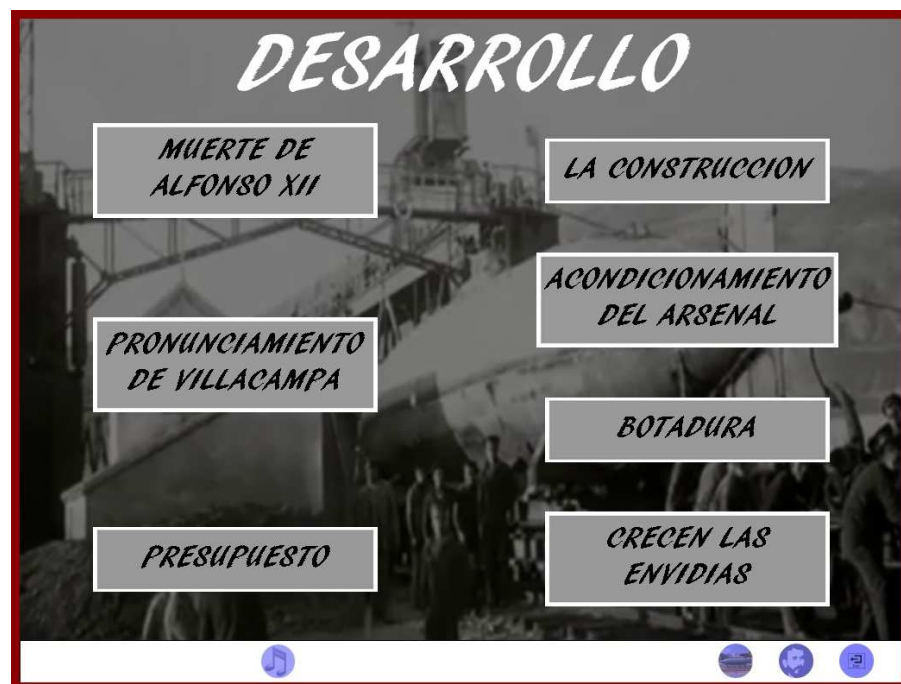 DESARROLLO
MUERTE DE
ALFONSO XII
PRONUNCIAMIENTO
DE VILLACAMPA
PRESUPUESTO
LA CONSTRUCCION
ACONDICIONAMIENTO
DEL ARSENAL
BOTADURA
CRECEN LAS
ENVIDIAS